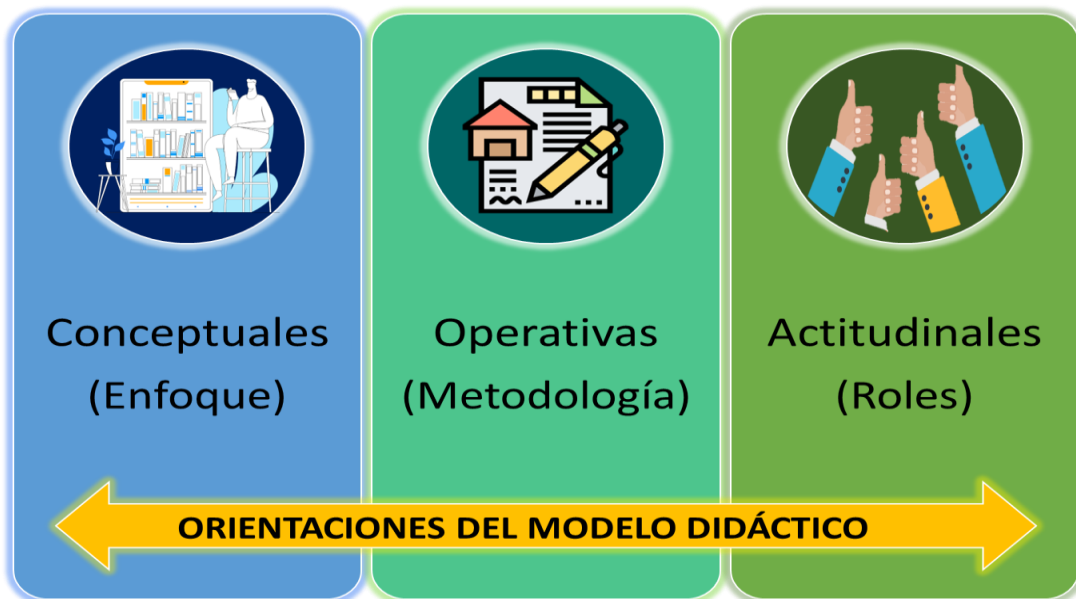 Conceptuales
(Enfoque)
Operativas
(Metodología)
Actitudinales
(Roles)
ORIENTACIONES DEL MODELO DIDÁCTICO